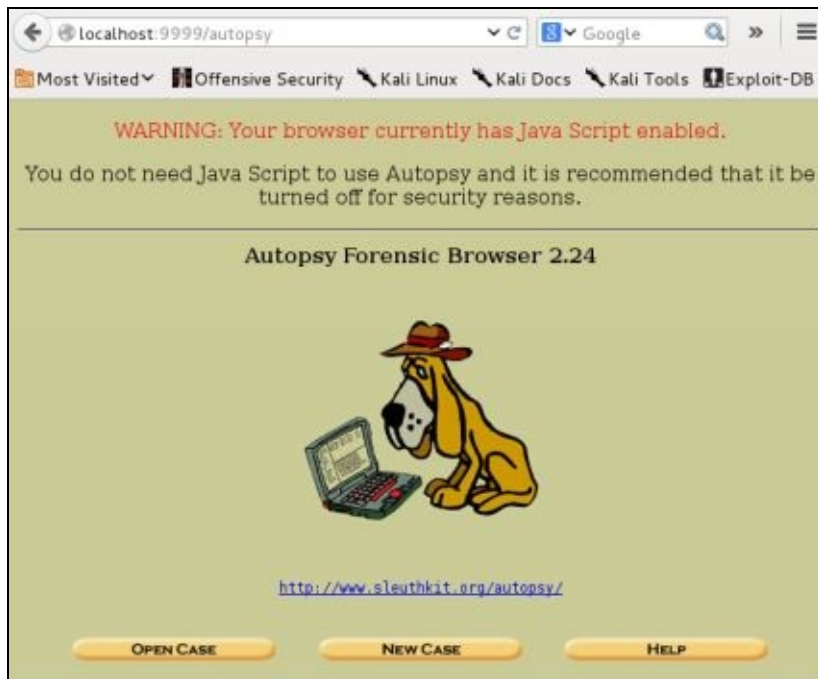 localhost:9999/autopsy
Google
»
Most Visited
Offensive Security
Kali Linux
Kali Docs
Kali Tools
Exploit-DB
WARNING: Your browser currently has Java Script enabled.
You do not need Java Script to use Autopsy and it is recommended that it be
turned off for security reasons.
Autopsy Forensic Browser 2.24
http://www.sleuthkit.org/autopsy/
OPEN CASE
NEW CASE
HELP